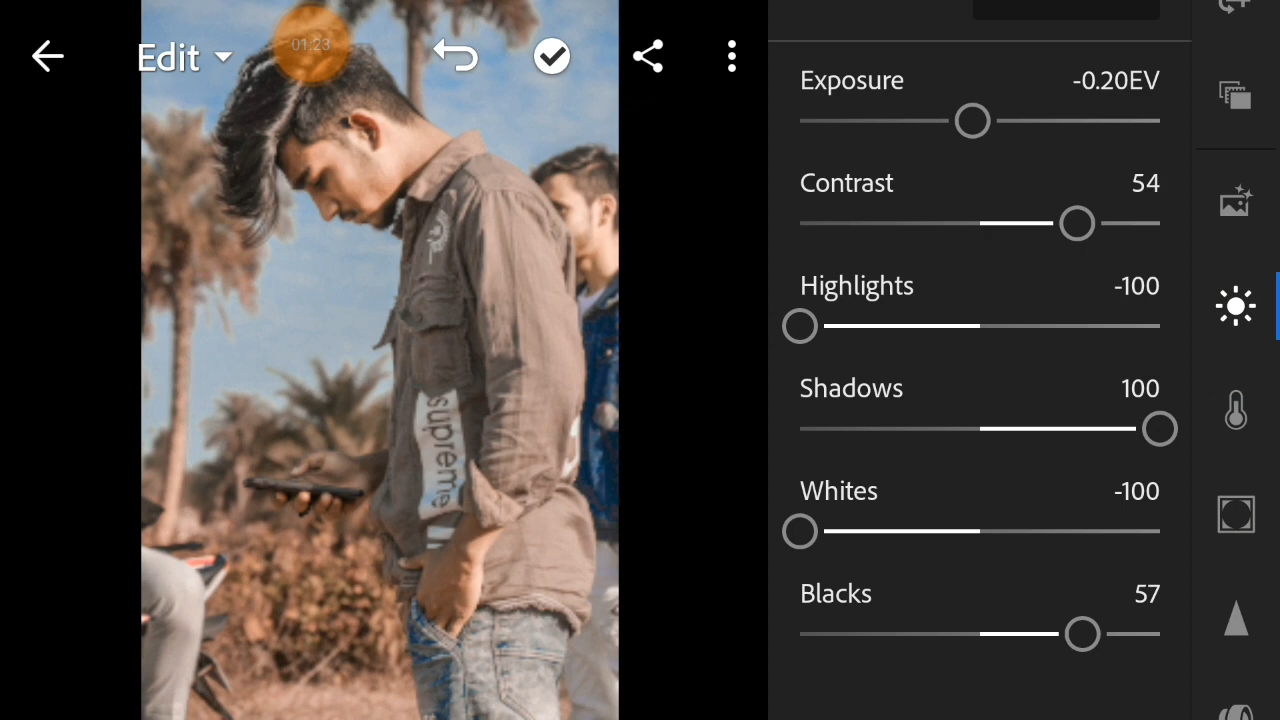 Edit
01:23
Exposure -0.20EV
Contrast 54
Highlights -100
Shadows 100
Whites -100
Blacks 57
supreme